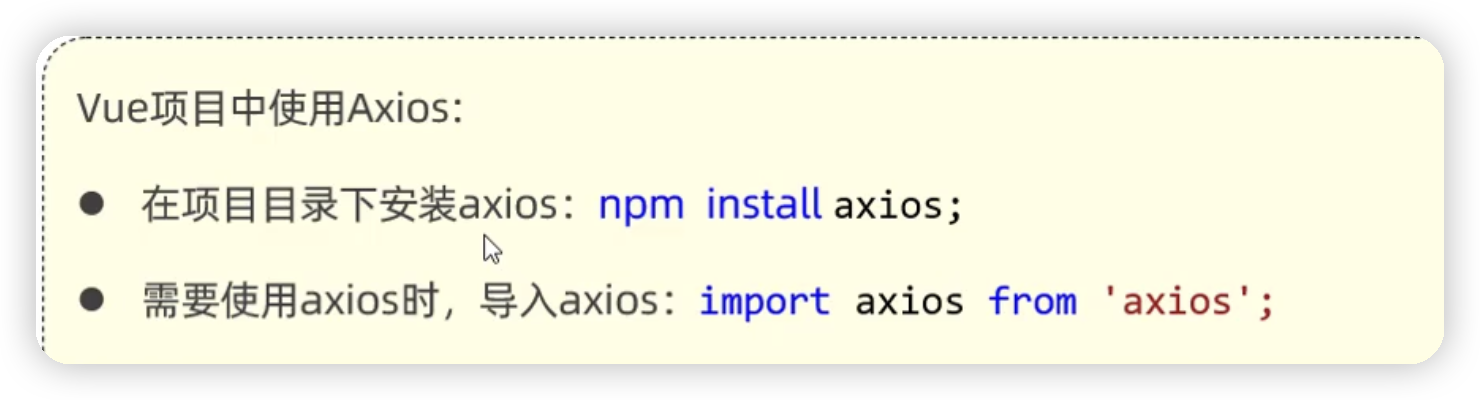 Vue项目中使用Axios：
● 在项目目录下安装axios：npm install axios;
● 需要使用axios时，导入axios：import axios from 'axios';